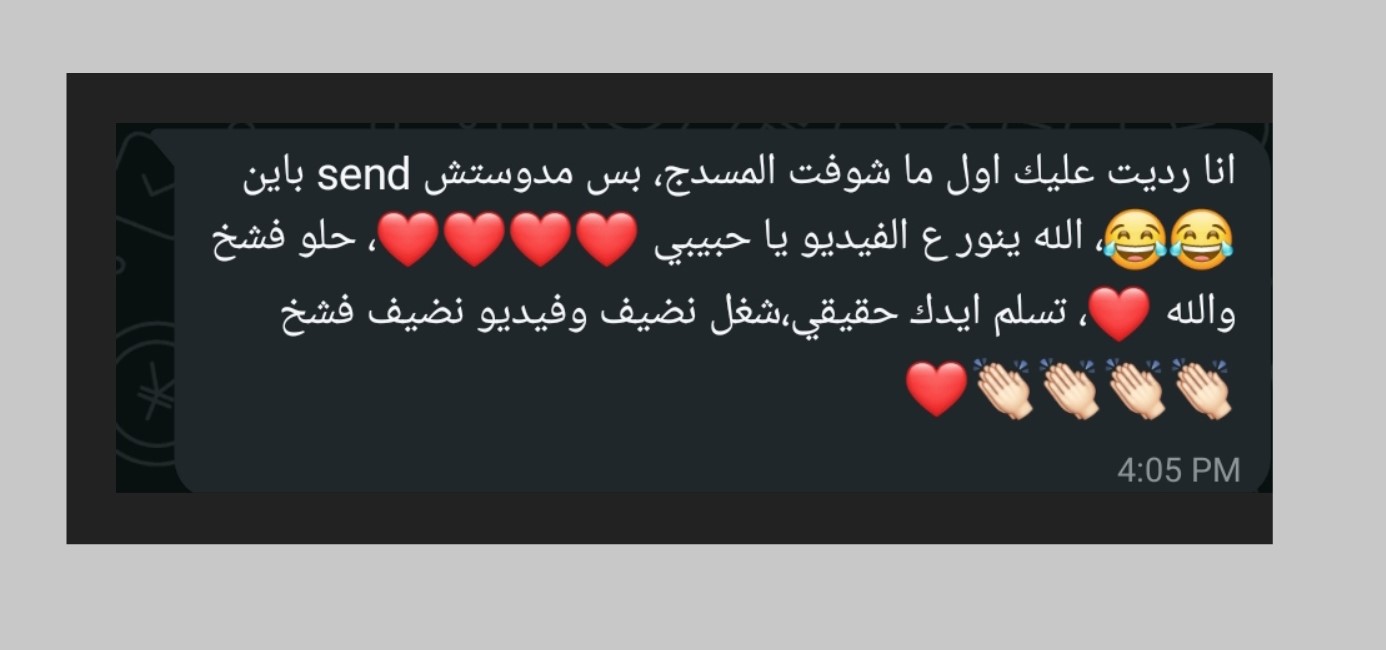 انا رديت عليك اول ما شوفت المسدج، بس مدوستش send باين
😂😂، الله ينور ع الفيديو يا حبيبي ❤️❤️❤️❤️، حلو فشخ
والله ❤️، تسلم ايدك حقيقي،شغل نضيف وفيديو نضيف فشخ
👏🏻👏🏻👏🏻👏🏻❤️
4:05 PM